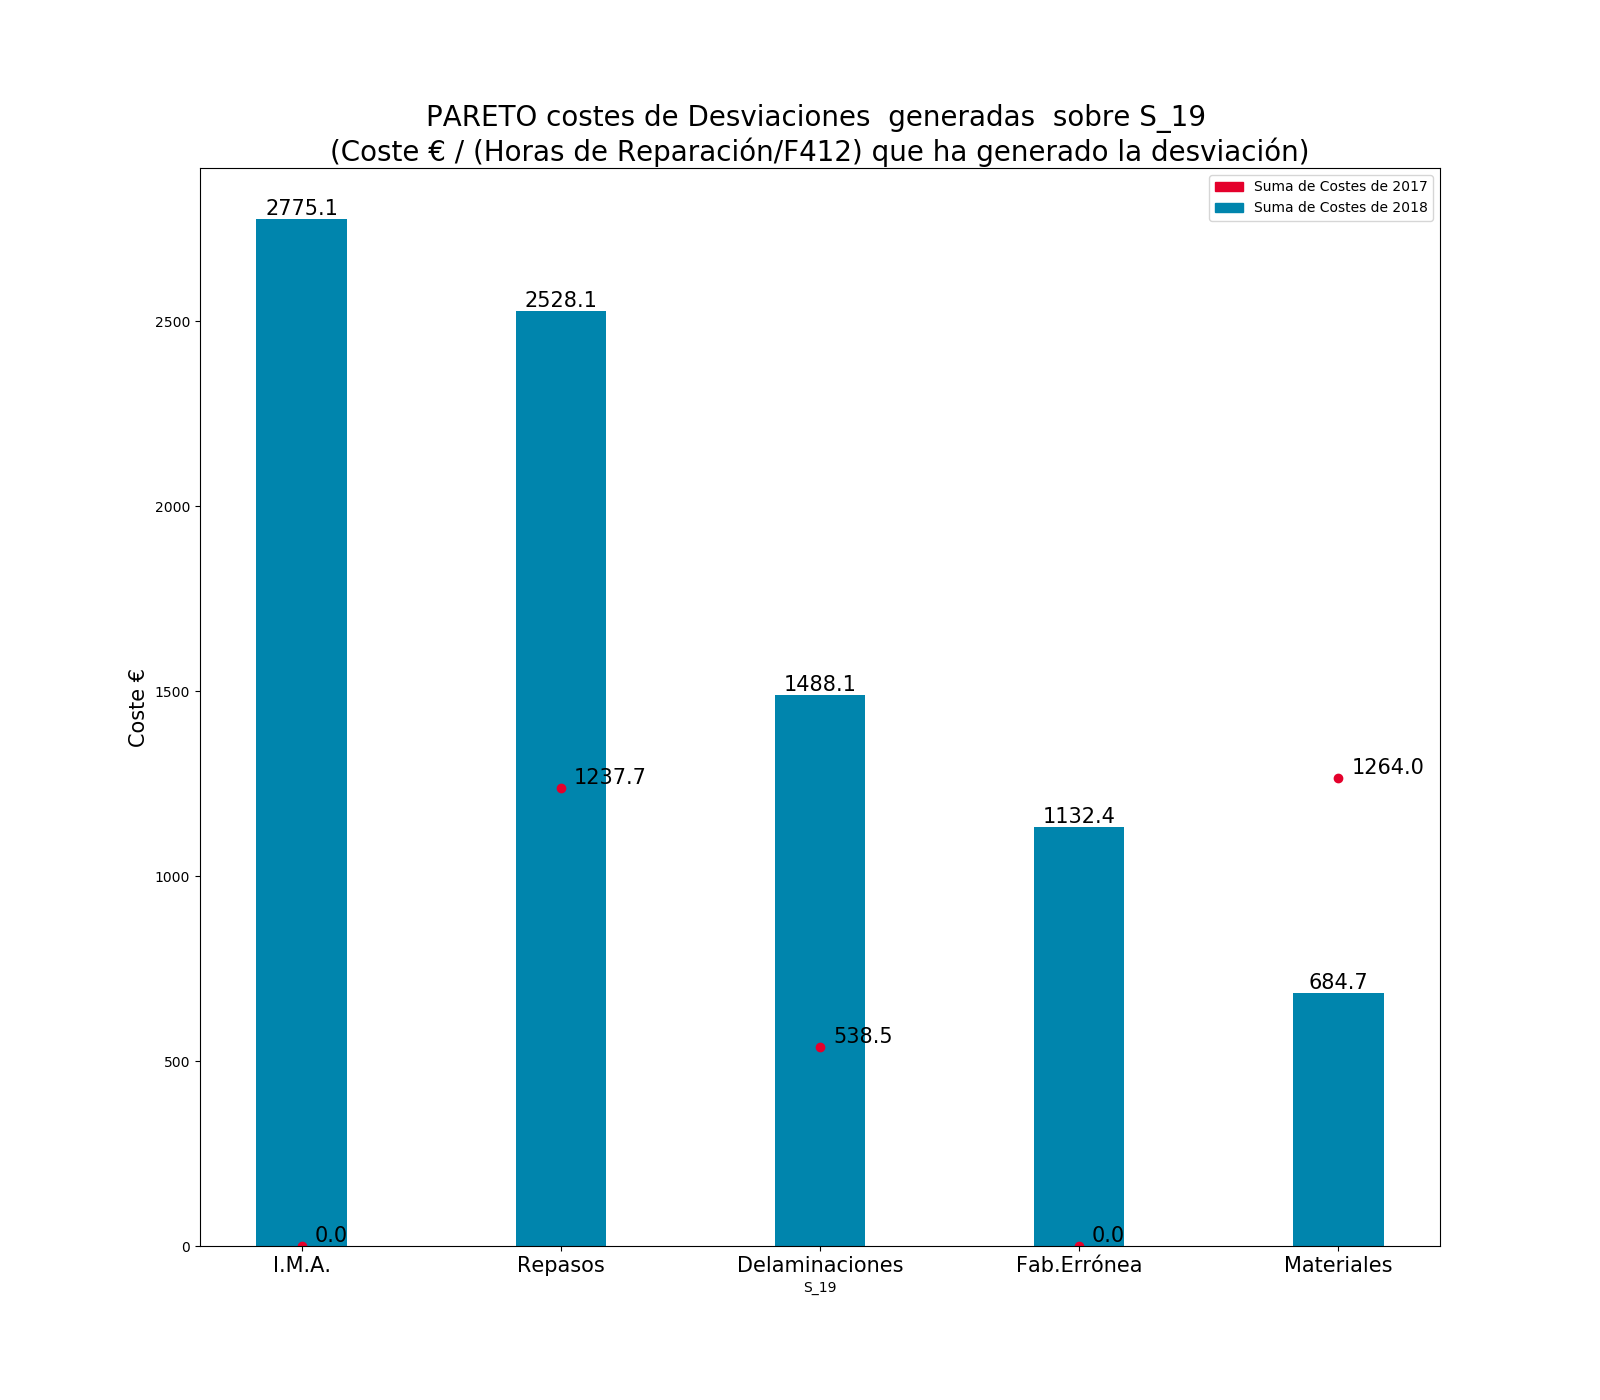 PARETO costes de Desviaciones  generadas  sobre S_19
(Coste € / (Horas de Reparación/F412) que ha generado la desviación)
Suma de Costes de 2017
Suma de Costes de 2018
2775.1
2528.1
2500
2000
1488.1
1500
Coste €
1237.7
1264.0
1132.4
1000
684.7
538.5
500
0.0
0.0
0
I.M.A.
Repasos
Delaminaciones
Fab.Errónea
Materiales
S_19